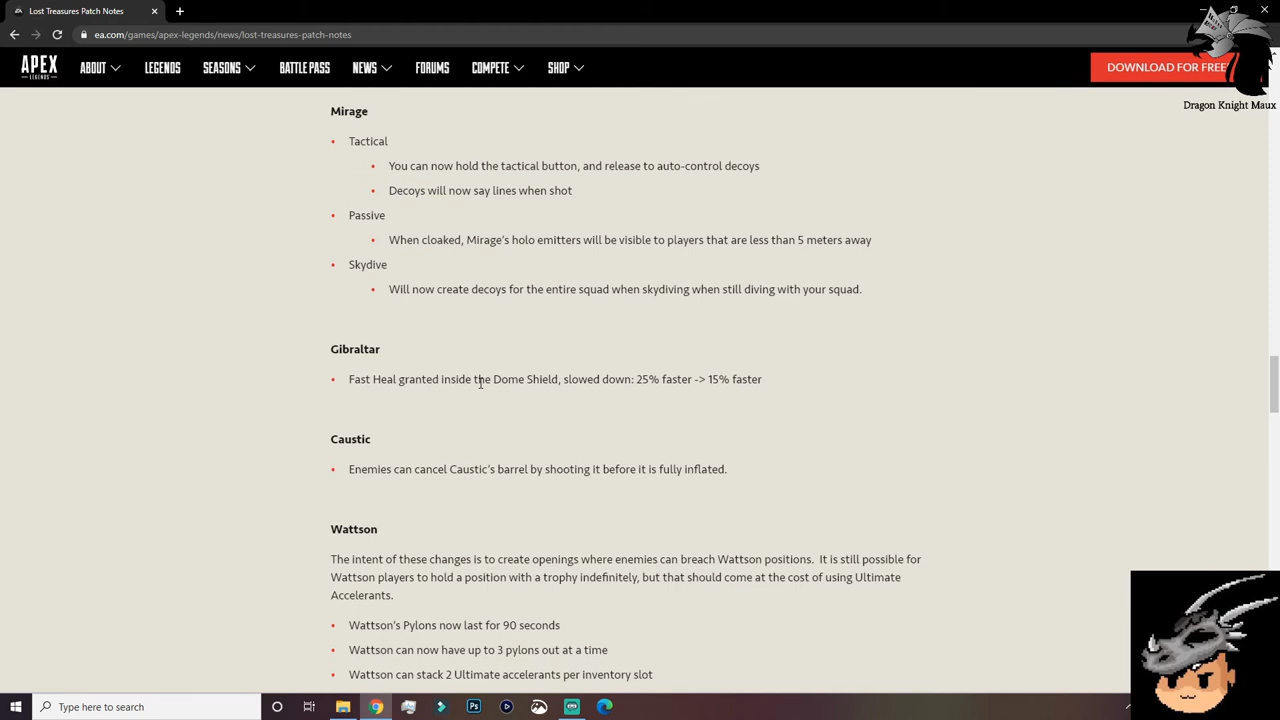 Lost Treasures Patch Notes
ea.com/games/apex-legends/news/lost-treasures-patch-notes
APEX
LEGENDS
ABOUT
LEGENDS
SEASONS
BATTLE PASS
NEWS
FORUMS
COMPETE
SHOP
DOWNLOAD FOR FREE
Dragon Knight Maux
Mirage
• Tactical
• You can now hold the tactical button, and release to auto-control decoys
• Decoys will now say lines when shot
• Passive
• When cloaked, Mirage's holo emitters will be visible to players that are less than 5 meters away
• Skydive
• Will now create decoys for the entire squad when skydiving when still diving with your squad.
Gibraltar
• Fast Heal granted inside the Dome Shield, slowed down: 25% faster -> 15% faster
Caustic
• Enemies can cancel Caustic's barrel by shooting it before it is fully inflated.
Wattson
The intent of these changes is to create openings where enemies can breach Wattson positions. It is still possible for
Wattson players to hold a position with a trophy indefinitely, but that should come at the cost of using Ultimate
Accelerants.
• Wattson's Pylons now last for 90 seconds
• Wattson can now have up to 3 pylons out at a time
• Wattson can stack 2 Ultimate accelerants per inventory slot
Type here to search